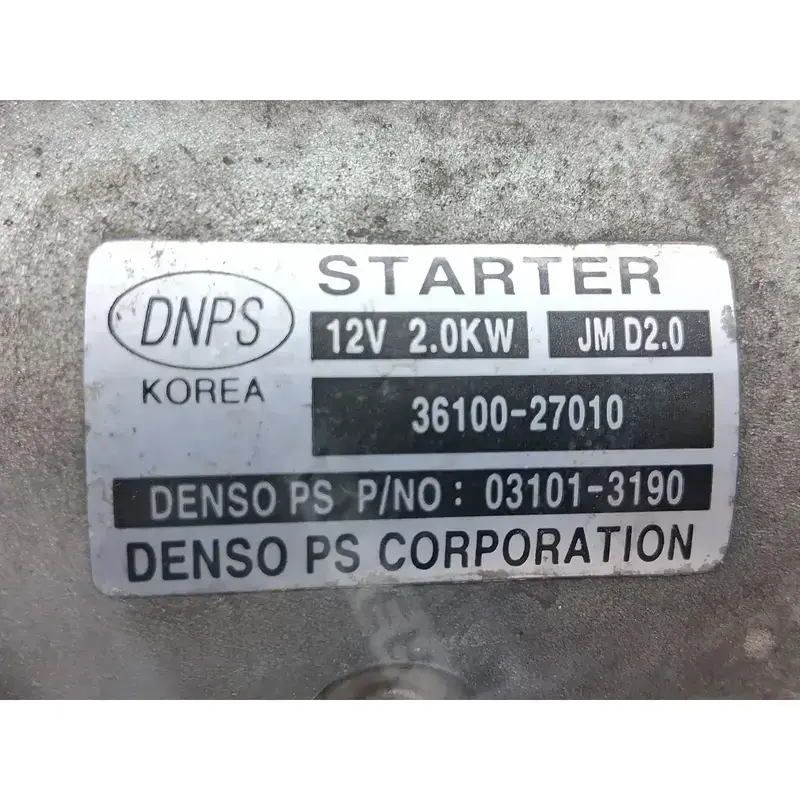 STARTER
DNPS
12V 2.0KW JM D2.0
KOREA
36100-27010
DENSO PS P/NO : 03101-3190
DENSO PS CORPORATION